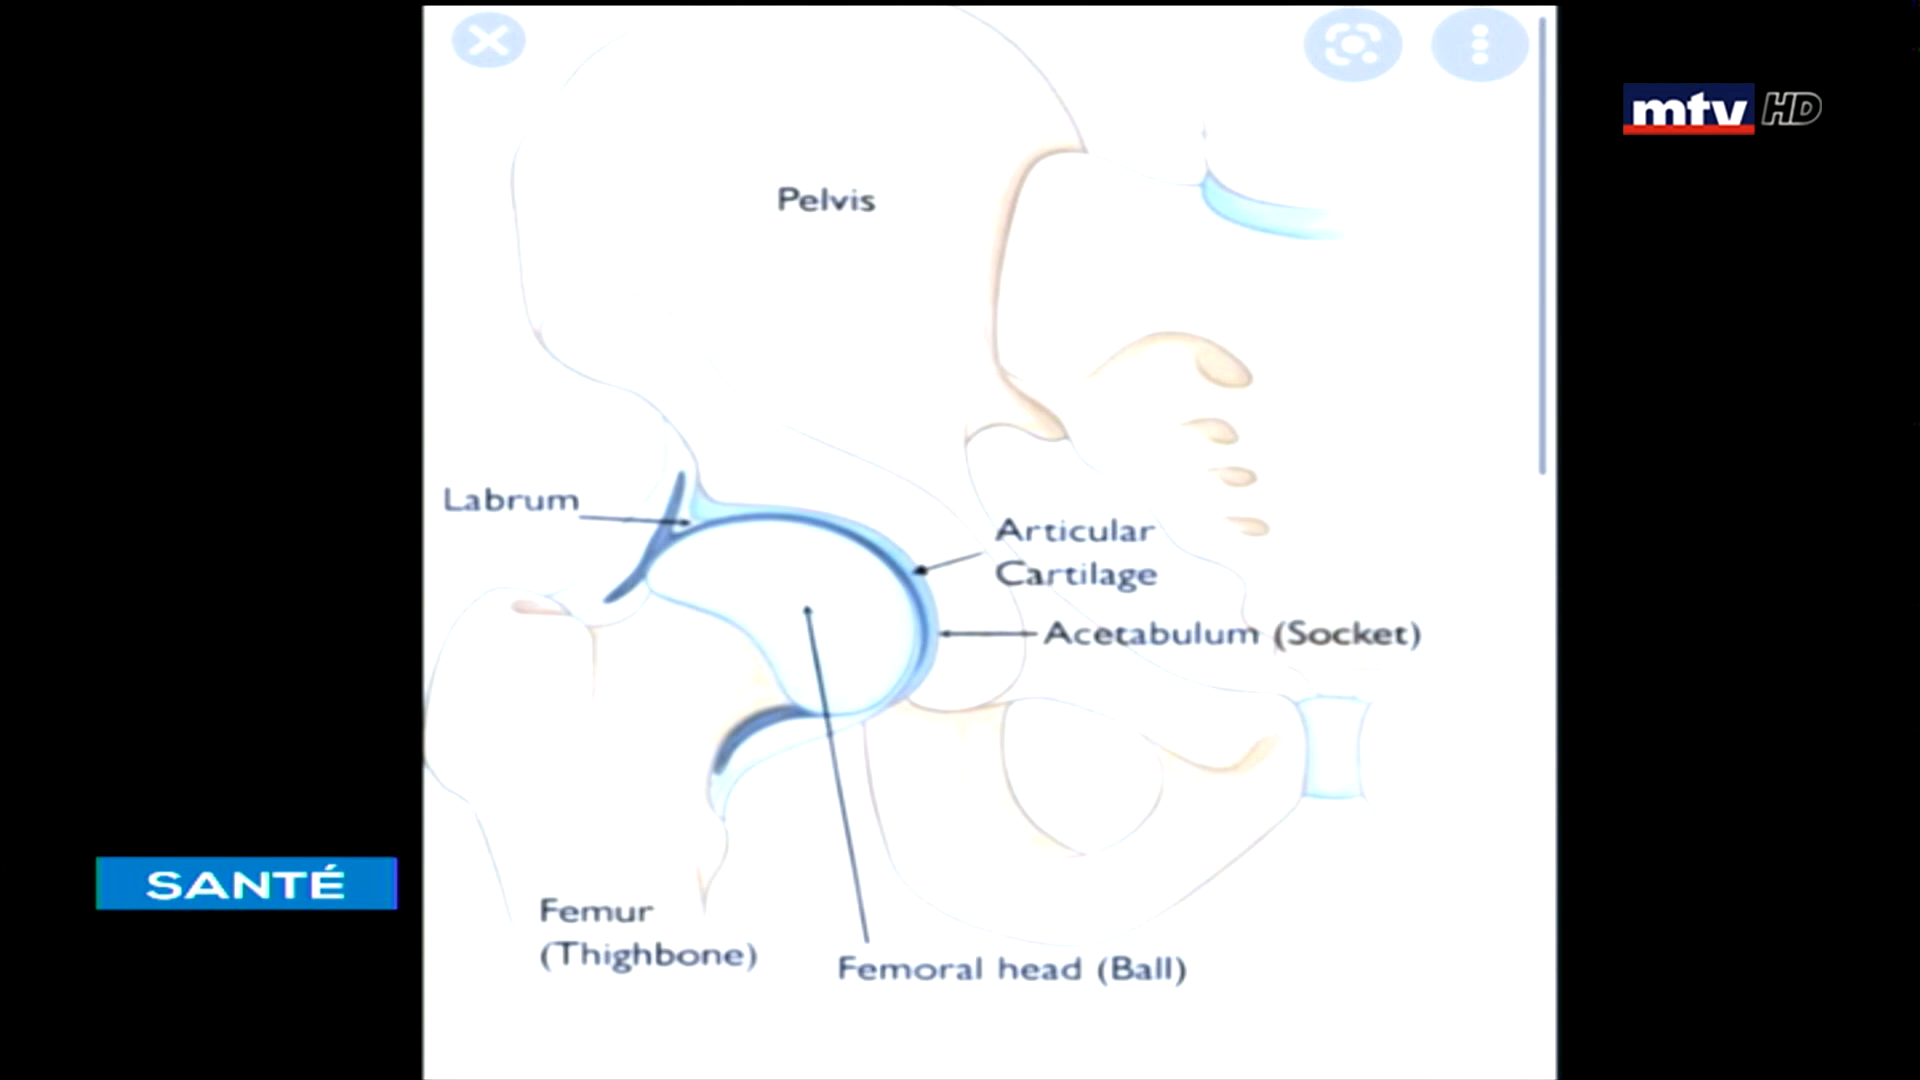 mtv HD
Pelvis
Labrum
Articular
Cartilage
Acetabulum (Socket)
SANTÉ
Femur
(Thighbone)
Femoral head (Ball)